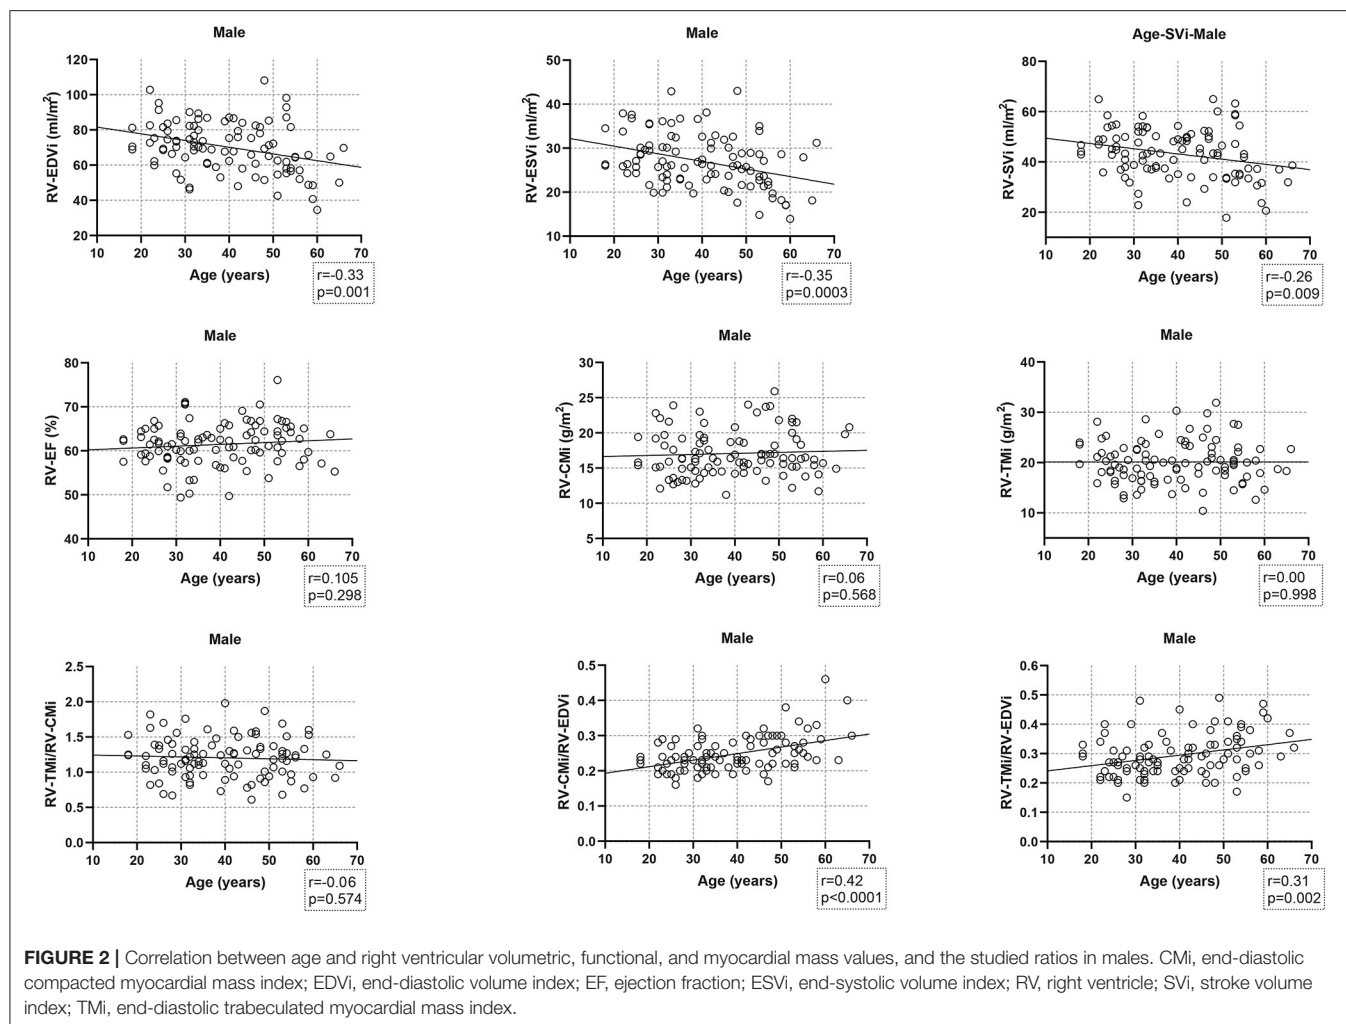 Male
RV-EDVi (ml/m²)
120
100
80
60
40
20
10 20 30 40 50 60 70
Age (years)
r=-0.33
p=0.001
Male
RV-ESVi (ml/m²)
50
40
30
20
10
10 20 30 40 50 60 70
Age (years)
r=-0.35
p=0.0003
Age-SVi-Male
RV-SVi (ml/m²)
80
60
40
20
10 20 30 40 50 60 70
Age (years)
r=-0.26
p=0.009
Male
RV-EF (%)
80
70
60
50
40
10 20 30 40 50 60 70
Age (years)
r=0.105
p=0.298
Male
RV-CMi (g/m²)
30
25
20
15
10
5
10 20 30 40 50 60 70
Age (years)
r=0.06
p=0.568
Male
RV-TMi (g/m²)
40
30
20
10
10 20 30 40 50 60 70
Age (years)
r=0.00
p=0.998
Male
RV-TMi/RV-CMi
2.5
2.0
1.5
1.0
0.5
0.0
10 20 30 40 50 60 70
Age (years)
r=-0.06
p=0.574
Male
RV-CMi/RV-EDVi
0.5
0.4
0.3
0.2
0.1
0.0
10 20 30 40 50 60 70
Age (years)
r=0.42
p<0.0001
Male
RV-TMi/RV-EDVi
0.6
0.5
0.4
0.3
0.2
0.1
0.0
10 20 30 40 50 60 70
Age (years)
r=0.31
p=0.002
FIGURE 2 | Correlation between age and right ventricular volumetric, functional, and myocardial mass values, and the studied ratios in males. CMi, end-diastolic
compacted myocardial mass index; EDVi, end-diastolic volume index; EF, ejection fraction; ESVi, end-systolic volume index; RV, right ventricle; SVi, stroke volume
index; TMi, end-diastolic trabeculated myocardial mass index.